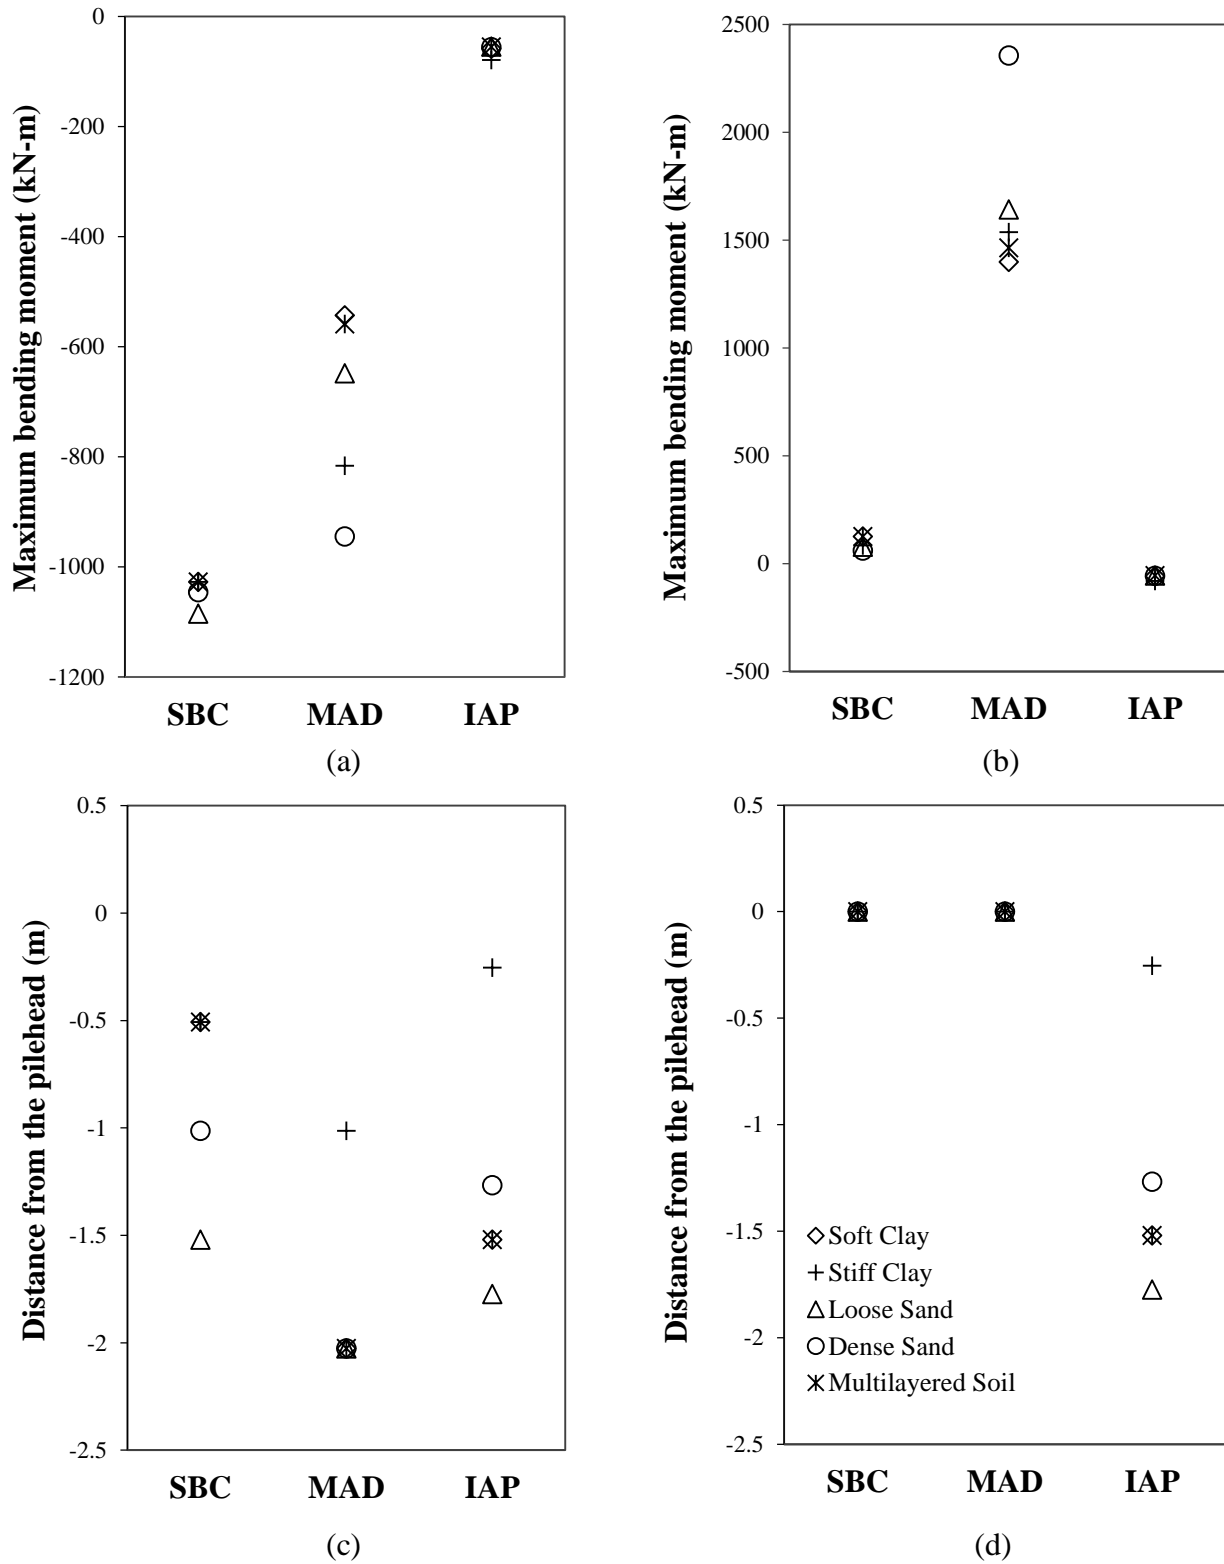 Maximum bending moment (kN-m)
0
-200
-400
-600
-800
-1000
-1200
SBC MAD IAP
(a)
Maximum bending moment (kN-m)
2500
2000
1500
1000
500
0
-500
SBC MAD IAP
(b)
Distance from the pilehead (m)
0.5
0
-0.5
-1
-1.5
-2
-2.5
SBC MAD IAP
(c)
Distance from the pilehead (m)
0.5
0
-0.5
-1
-1.5
-2
-2.5
Soft Clay
Stiff Clay
Loose Sand
Dense Sand
Multilayered Soil
SBC MAD IAP
(d)